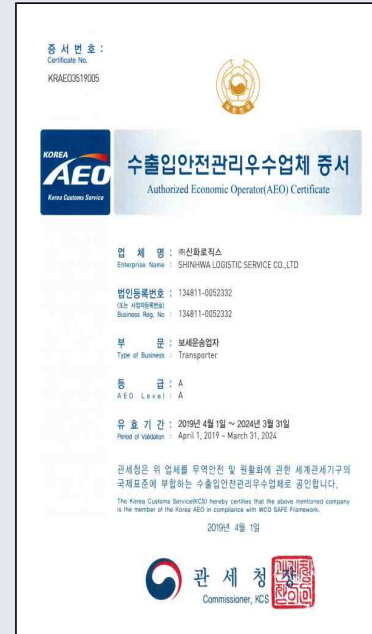 증 서 번 호 :
Certificate No.
KRAEO3519005
KOREA
AEO
Korea Customs Service
수출입안전관리우수업체 증서
Authorized Economic Operator(AEO) Certificate
업 체 명 : ㈜신화로직스
Enterprise Name : SHINHWA LOGISTIC SERVICE CO.,LTD
법인등록번호 : 134811-0052332
(또는 사업자등록번호)
Business Reg. No : 134811-0052332
부 문 : 보세운송업자
Type of Business : Transporter
등 급 : A
AEO Level : A
유 효 기 간 : 2019년 4월 1일 ~ 2024년 3월 31일
Period of Validation : April 1, 2019 - March 31, 2024
관세청은 위 업체를 무역안전 및 원활화에 관한 세계관세기구의
국제표준에 부합하는 수출입안전관리우수업체로 공인합니다.
The Korea Customs Service(KCS) hereby certifies that the above mentioned company
is the member of the Korea AEO in compliance with WCO SAFE Framework.
2019년 4월 1일
관 세 청 장
Commissioner, KCS